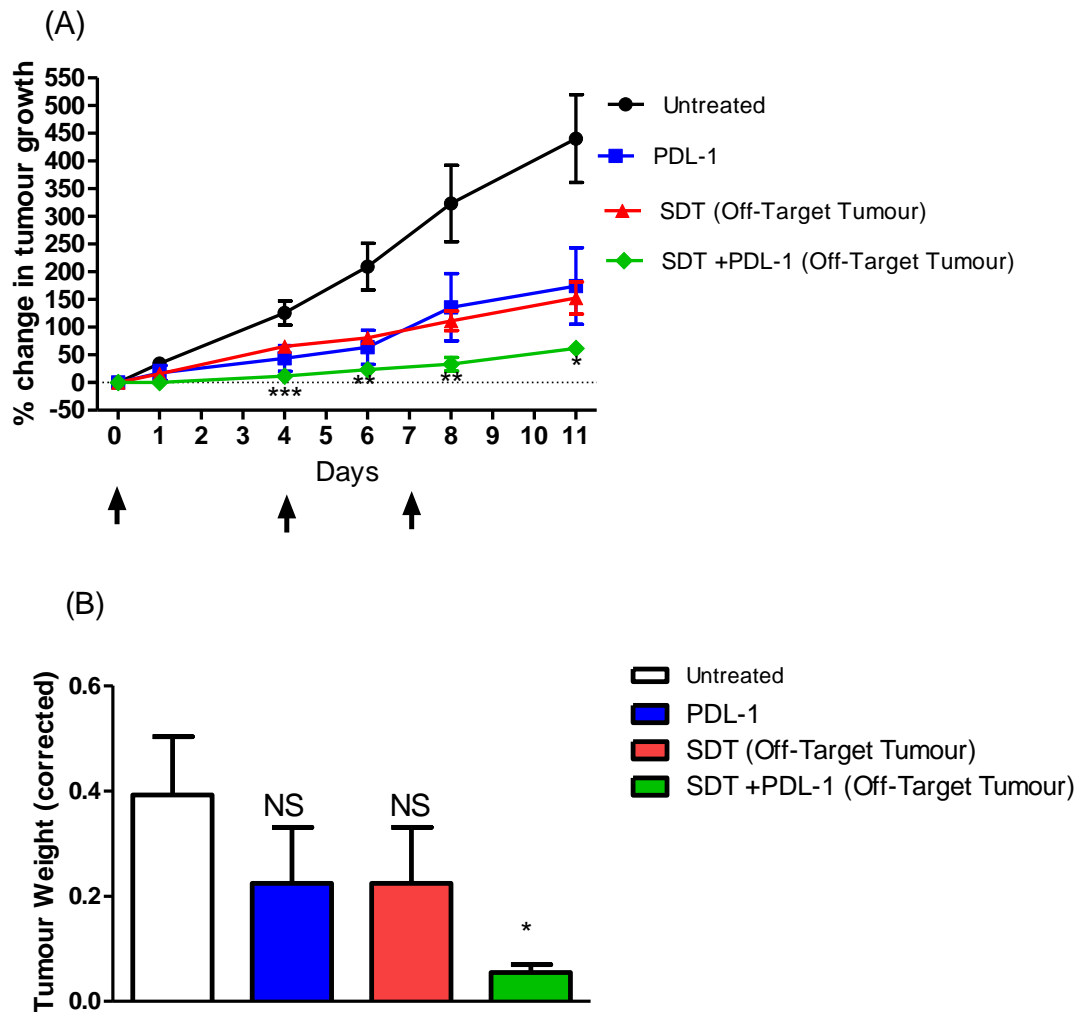 (A)
% change in tumour growth
550
500
450
400
350
300
250
200
150
100
50
0
-50
*** ** ** *
0 1 2 3 4 5 6 7 8 9 10 11
Days
Untreated
PDL-1
SDT (Off-Target Tumour)
SDT +PDL-1 (Off-Target Tumour)
(B)
Tumour Weight (corrected)
0.6
0.4
0.2
0.0
NS NS *
Untreated
PDL-1
SDT (Off-Target Tumour)
SDT +PDL-1 (Off-Target Tumour)